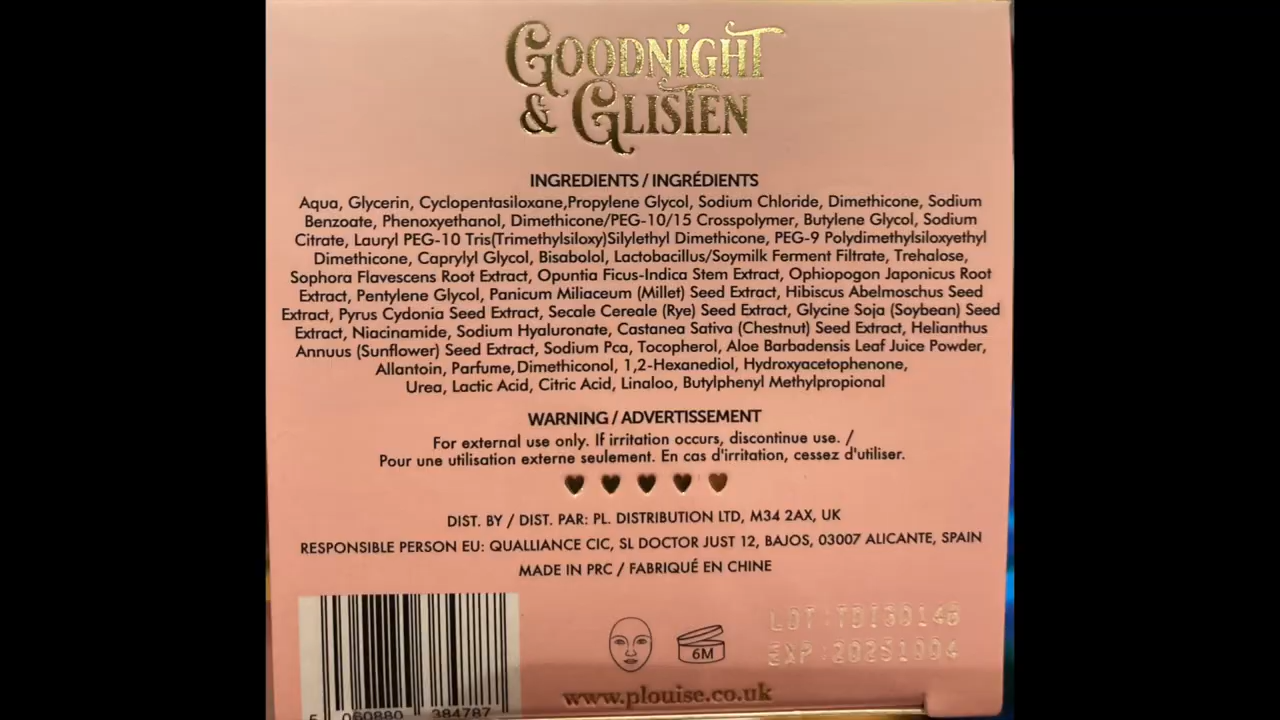 GOODNIGHT
& GLISTEN
INGREDIENTS / INGRÉDIENTS
Aqua, Glycerin, Cyclopentasiloxane,Propylene Glycol, Sodium Chloride, Dimethicone, Sodium
Benzoate, Phenoxyethanol, Dimethicone/PEG-10/15 Crosspolymer, Butylene Glycol, Sodium
Citrate, Lauryl PEG-10 Tris(Trimethylsiloxy)Silylethyl Dimethicone, PEG-9 Polydimethylsiloxyethyl
Dimethicone, Caprylyl Glycol, Bisabolol, Lactobacillus/Soymilk Ferment Filtrate, Trehalose,
Sophora Flavescens Root Extract, Opuntia Ficus-Indica Stem Extract, Ophiopogon Japonicus Root
Extract, Pentylene Glycol, Panicum Miliaceum (Millet) Seed Extract, Hibiscus Abelmoschus Seed
Extract, Pyrus Cydonia Seed Extract, Secale Cereale (Rye) Seed Extract, Glycine Soja (Soybean) Seed
Extract, Niacinamide, Sodium Hyaluronate, Castanea Sativa (Chestnut) Seed Extract, Helianthus
Annuus (Sunflower) Seed Extract, Sodium Pca, Tocopherol, Aloe Barbadensis Leaf Juice Powder,
Allantoin, Parfume, Dimethiconol, 1,2-Hexanediol, Hydroxyacetophenone,
Urea, Lactic Acid, Citric Acid, Linaloo, Butylphenyl Methylpropional
WARNING / ADVERTISSEMENT
For external use only. If irritation occurs, discontinue use. /
Pour une utilisation externe seulement. En cas d'irritation, cessez d'utiliser.
DIST. BY / DIST. PAR: PL. DISTRIBUTION LTD, M34 2AX, UK
RESPONSIBLE PERSON EU: QUALLIANCE CIC, SL DOCTOR JUST 12, BAJOS, 03007 ALICANTE, SPAIN
MADE IN PRC / FABRIQUÉ EN CHINE
LOT:TDI3014B
6M
EXP:20251004
www.plouise.co.uk
5 060880 384787